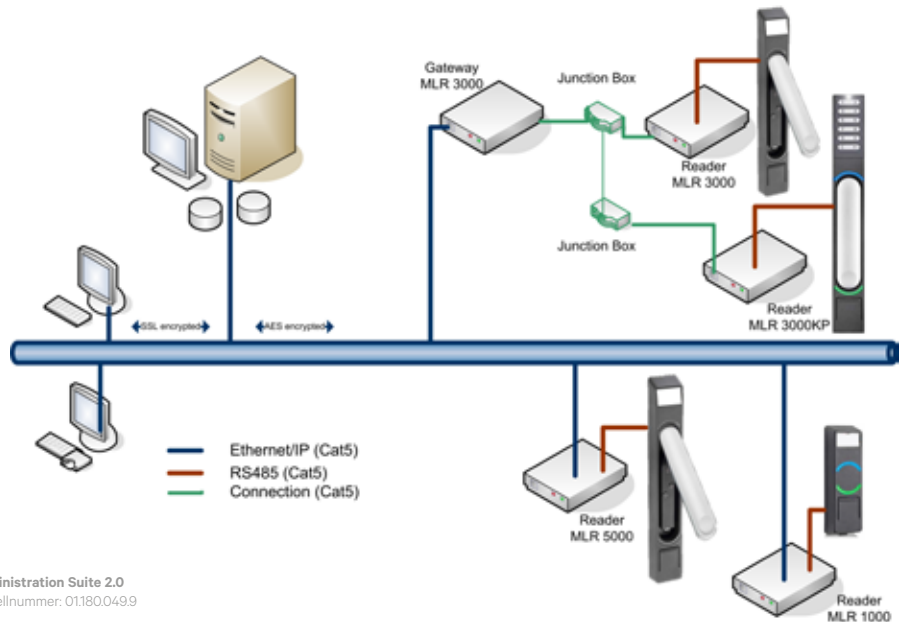 Gateway
MLR 3000
Junction Box
Reader
MLR 3000
Junction Box
Reader
MLR 3000KP
SSL encrypted
AES encrypted
Ethernet/IP (Cat5)
RS485 (Cat5)
Connection (Cat5)
Reader
MLR 5000
Reader
MLR 1000
inistration Suite 2.0
ellnummer: 01.180.049.9